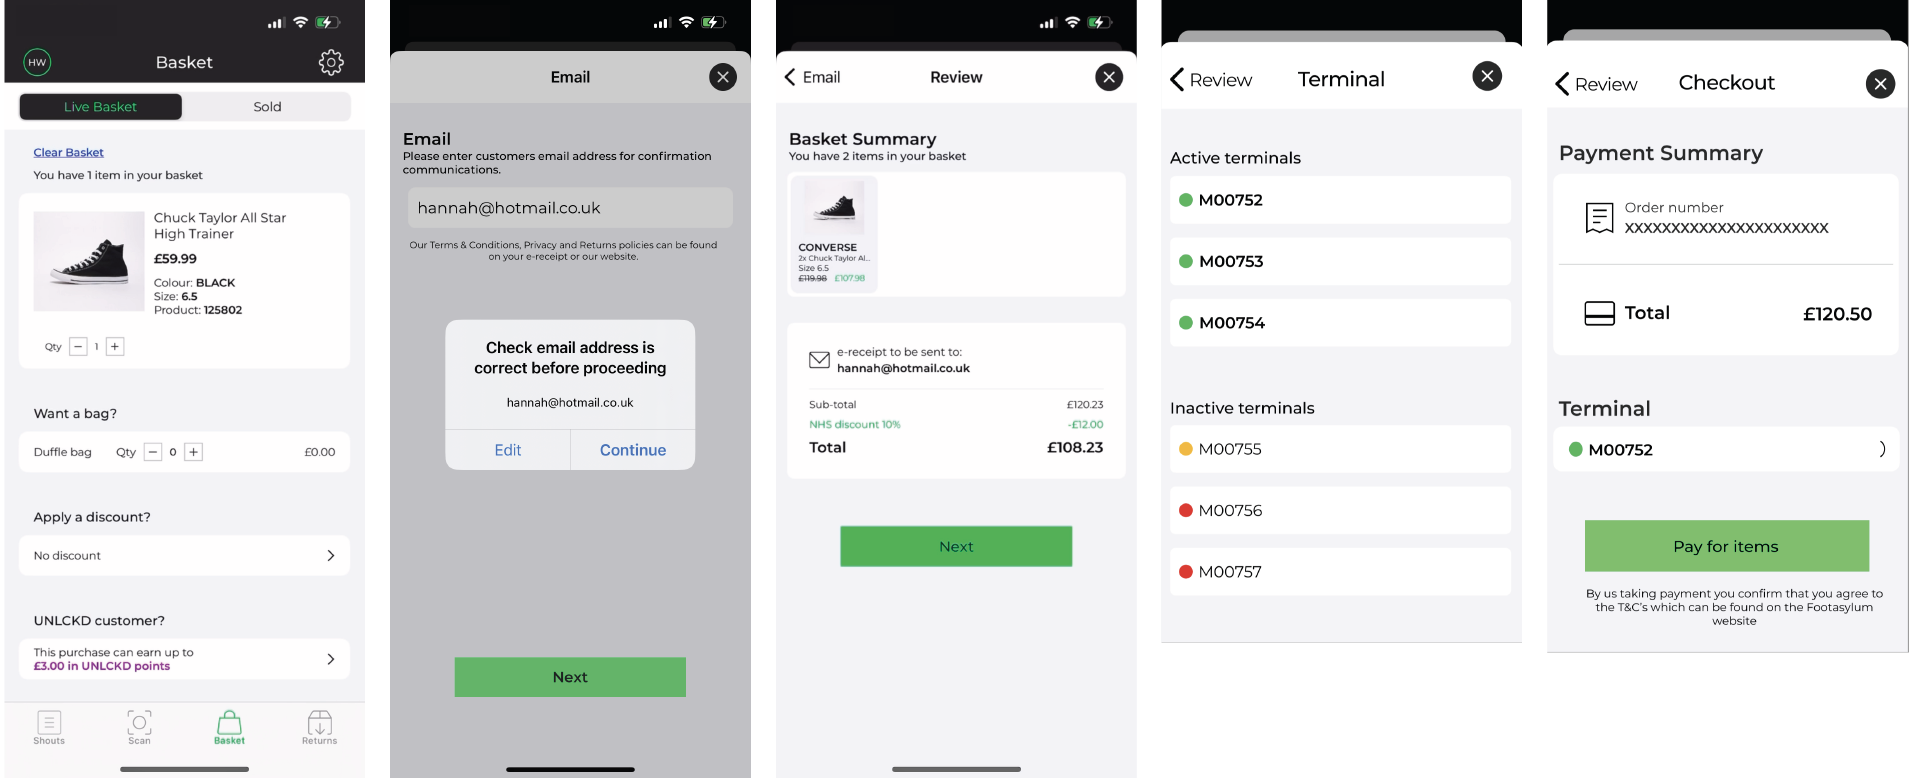 HW
Basket
Live Basket
Sold
Clear Basket
You have 1 item in your basket
Chuck Taylor All Star
High Trainer
£59.99
Colour: BLACK
Size: 6.5
Product: 125802
Qty − 1 +
Want a bag?
Duffle bag Qty − 0 + £0.00
Apply a discount?
No discount
UNLCKD customer?
This purchase can earn up to
£3.00 in UNLCKD points
Shouts
Scan
Basket
Returns
Email
Email
Please enter customers email address for confirmation
communications.
hannah@hotmail.co.uk
Our Terms & Conditions, Privacy and Returns policies can be found
on your e-receipt or our website.
Check email address is
correct before proceeding
hannah@hotmail.co.uk
Edit
Continue
Next
Email
Review
Basket Summary
You have 2 items in your basket
CONVERSE
2x Chuck Taylor Al...
Size 6.5
£119.98 £107.98
e-receipt to be sent to:
hannah@hotmail.co.uk
Sub-total £120.23
NHS discount 10% -£12.00
Total £108.23
Next
Review
Terminal
Active terminals
M00752
M00753
M00754
Inactive terminals
M00755
M00756
M00757
Review
Checkout
Payment Summary
Order number
XXXXXXXXXXXXXXXXXXXXXX
Total £120.50
Terminal
M00752
Pay for items
By us taking payment you confirm that you agree to
the T&C's which can be found on the Footasylum
website